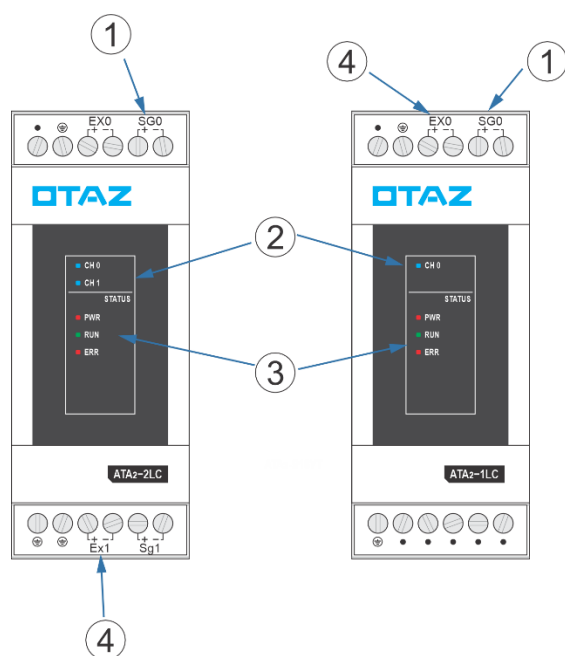 1
4
1
EX0
SG0
+ -
+ -
EX0
SG0
+ -
+ -
OTAZ
OTAZ
2
CH 0
CH 1
STATUS
PWR
RUN
ERR
CH 0
STATUS
PWR
RUN
ERR
3
ATA2-2LC
ATA2-1LC
+ -
+ -
Ex1
Sg1
4